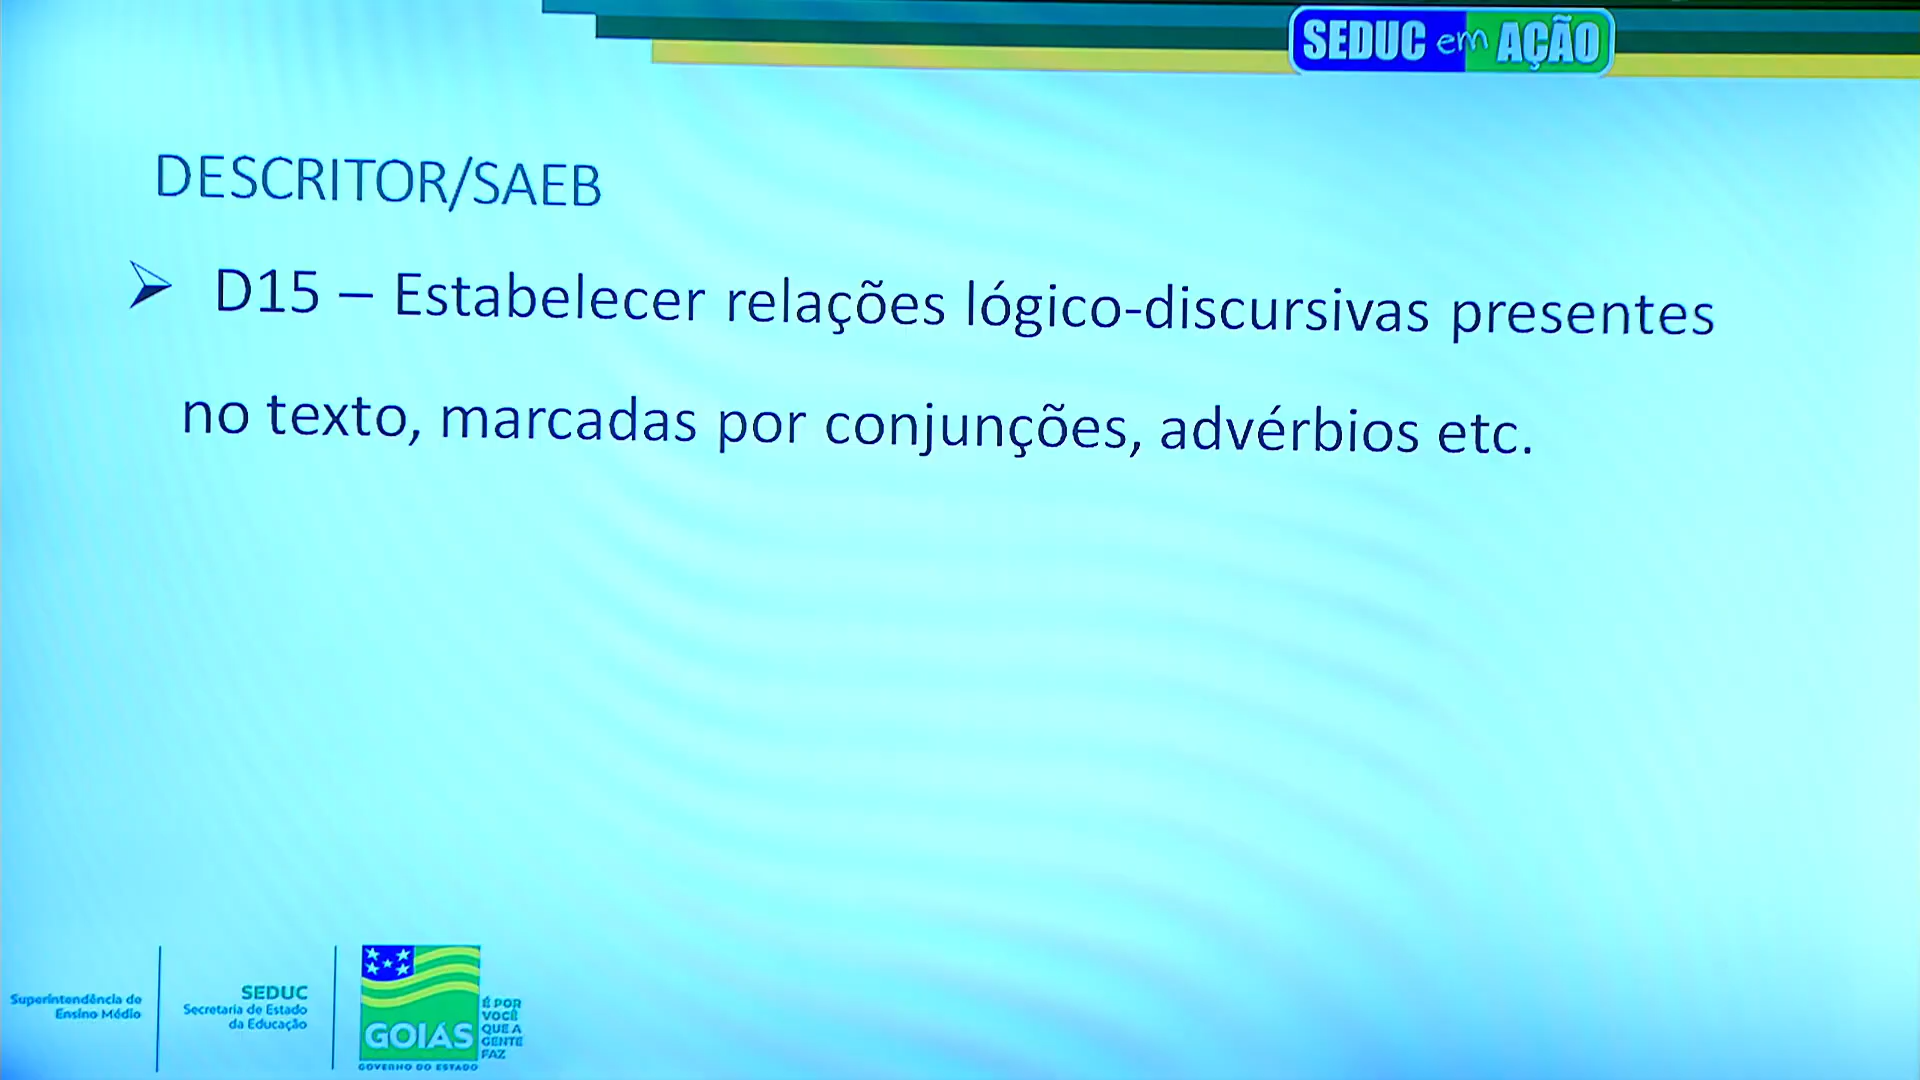 SEDUC em AÇÃO
DESCRITOR/SAEB
D15 – Estabelecer relações lógico-discursivas presentes
no texto, marcadas por conjunções, advérbios etc.
Superintendência de
Ensino Médio
SEDUC
Secretaria de Estado
da Educação
GOIÁS
GOVERNO DO ESTADO
É POR
VOCÊ
QUE A
GENTE
FAZ